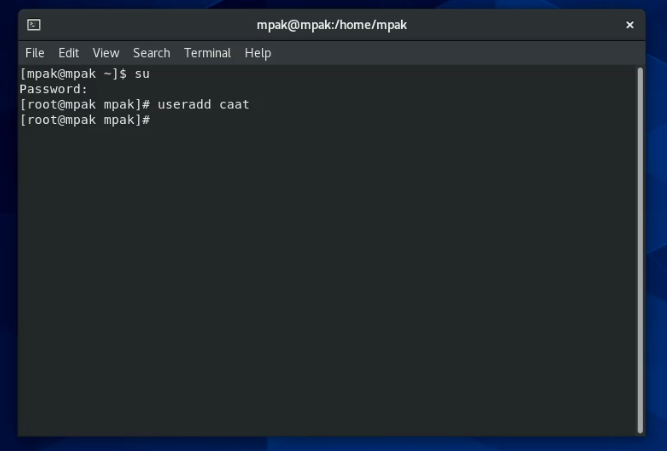 mpak@mpak:/home/mpak
File Edit View Search Terminal Help
[mpak@mpak ~]$ su
Password:
[root@mpak mpak]# useradd caat
[root@mpak mpak]#